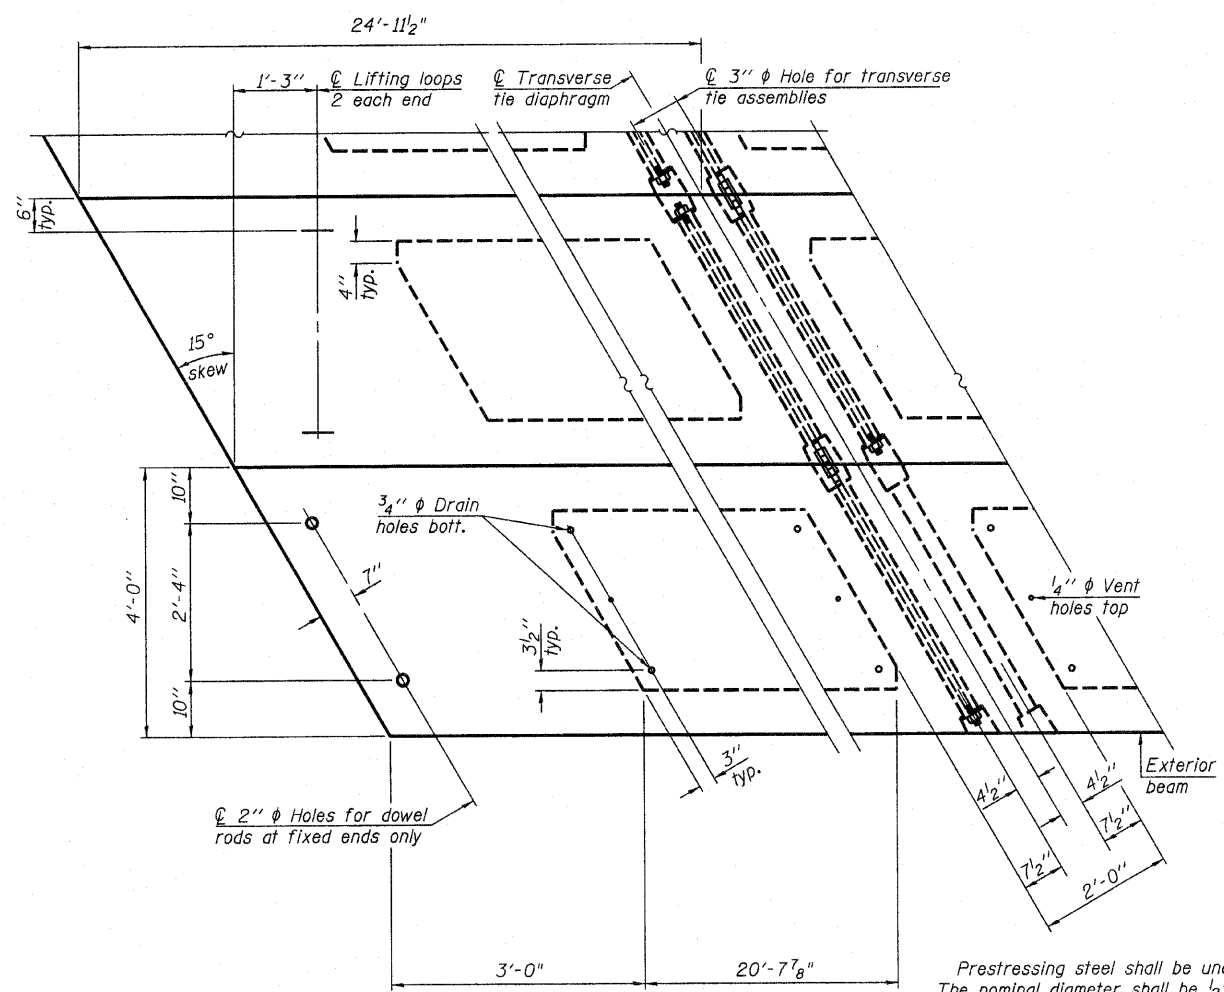 24'-11½"
1'-3"
℄ Lifting loops
2 each end
℄ Transverse
tie diaphragm
℄ 3" ϕ Hole for transverse
tie assemblies
6"
typ.
4"
typ.
15°
skew
10"
4'-0"
2'-4"
10"
7"
¾" ϕ Drain
holes bott.
3½"
typ.
¼" ϕ Vent
holes top
3"
typ.
Exterior
beam
℄ 2" ϕ Holes for dowel
rods at fixed ends only
4½"
4½"
7½"
7½"
2'-0"
3'-0"
20'-7⅞"
Prestressing steel shall be
The nominal diameter shall be